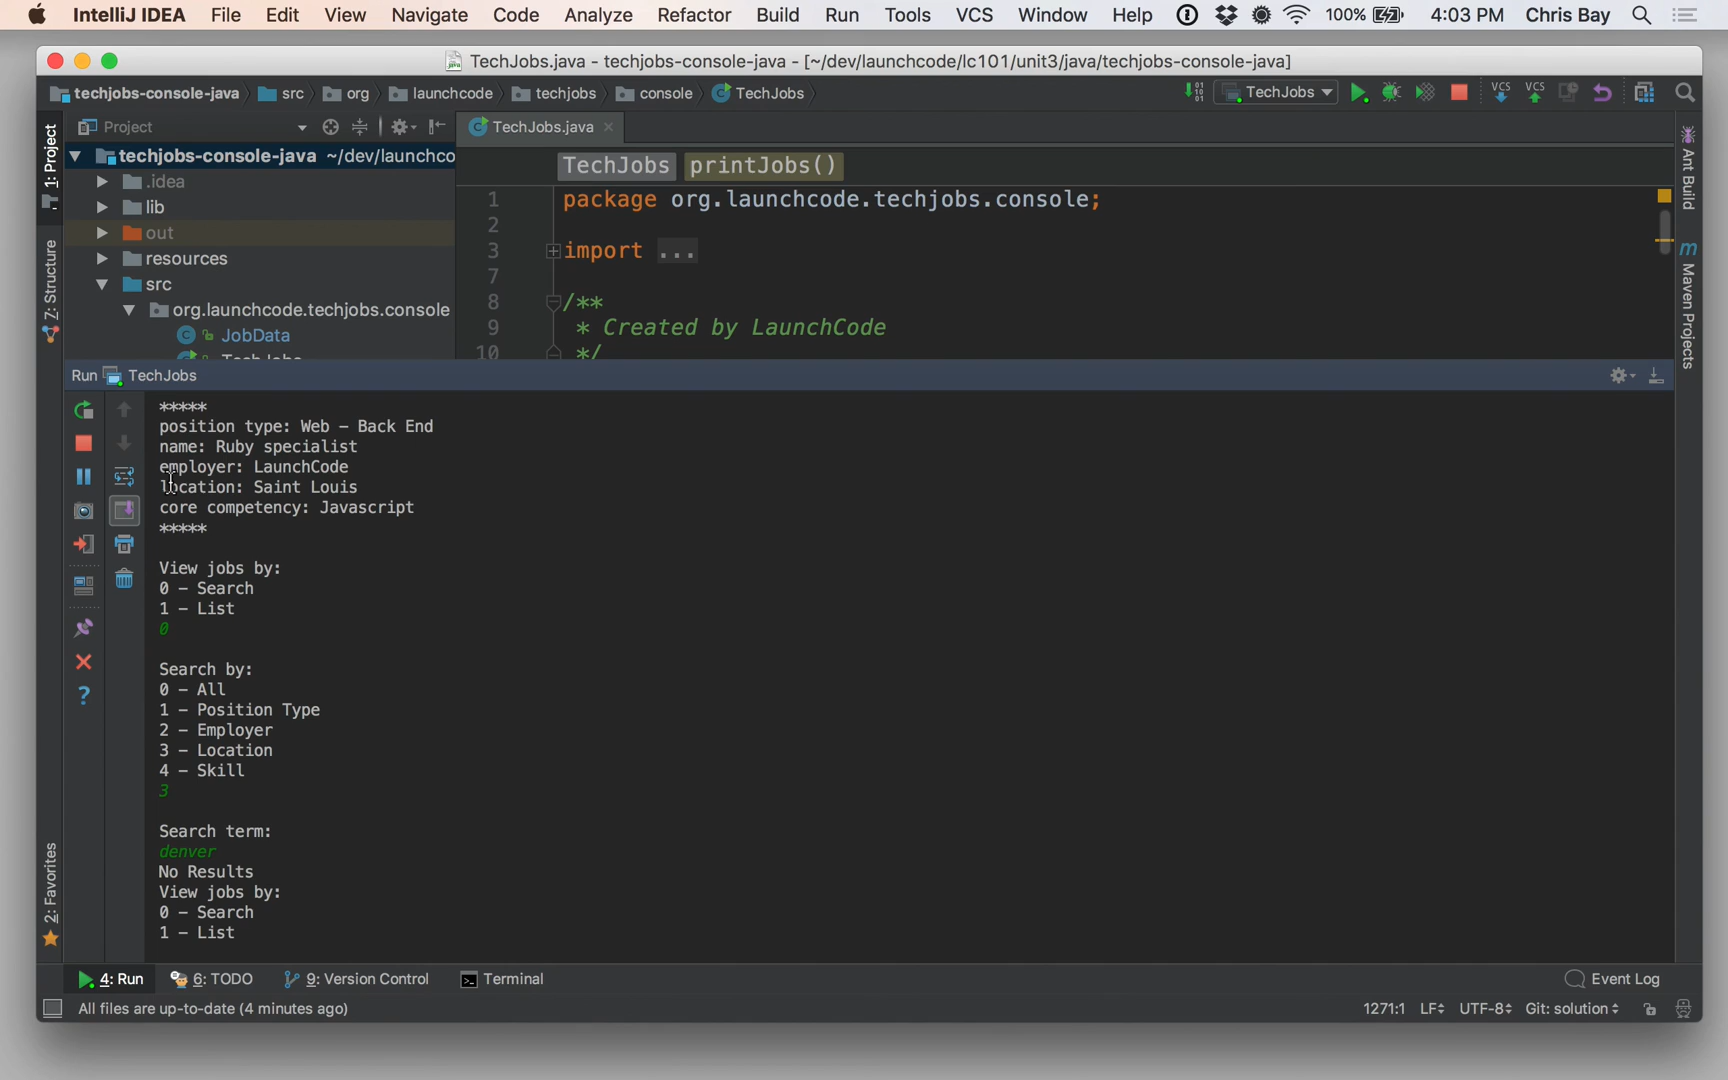 IntelliJ IDEA File Edit View Navigate Code Analyze Refactor Build Run Tools VCS Window Help 100% 4:03 PM Chris Bay
TechJobs.java - techjobs-console-java - [~/dev/launchcode/lc101/unit3/java/techjobs-console-java]
techjobs-console-java src org launchcode techjobs console TechJobs TechJobs VCS VCS
Project TechJobs.java
techjobs-console-java ~/dev/launchco
TechJobs printJobs()
.idea
lib
out
resources
src
org.launchcode.techjobs.console
JobData
1 package org.launchcode.techjobs.console;
2
3 import ...
7
8 /**
9 * Created by LaunchCode
10 */
1: Project
Z: Structure
2: Favorites
Ant Build
Maven Projects
Run TechJobs
*****
position type: Web – Back End
name: Ruby specialist
employer: LaunchCode
location: Saint Louis
core competency: Javascript
*****
View jobs by:
0 – Search
1 – List
0
Search by:
0 – All
1 – Position Type
2 – Employer
3 – Location
4 – Skill
3
Search term:
denver
No Results
View jobs by:
0 – Search
1 – List
4: Run 6: TODO 9: Version Control Terminal Event Log
All files are up-to-date (4 minutes ago) 1271:1 LF UTF-8 Git: solution